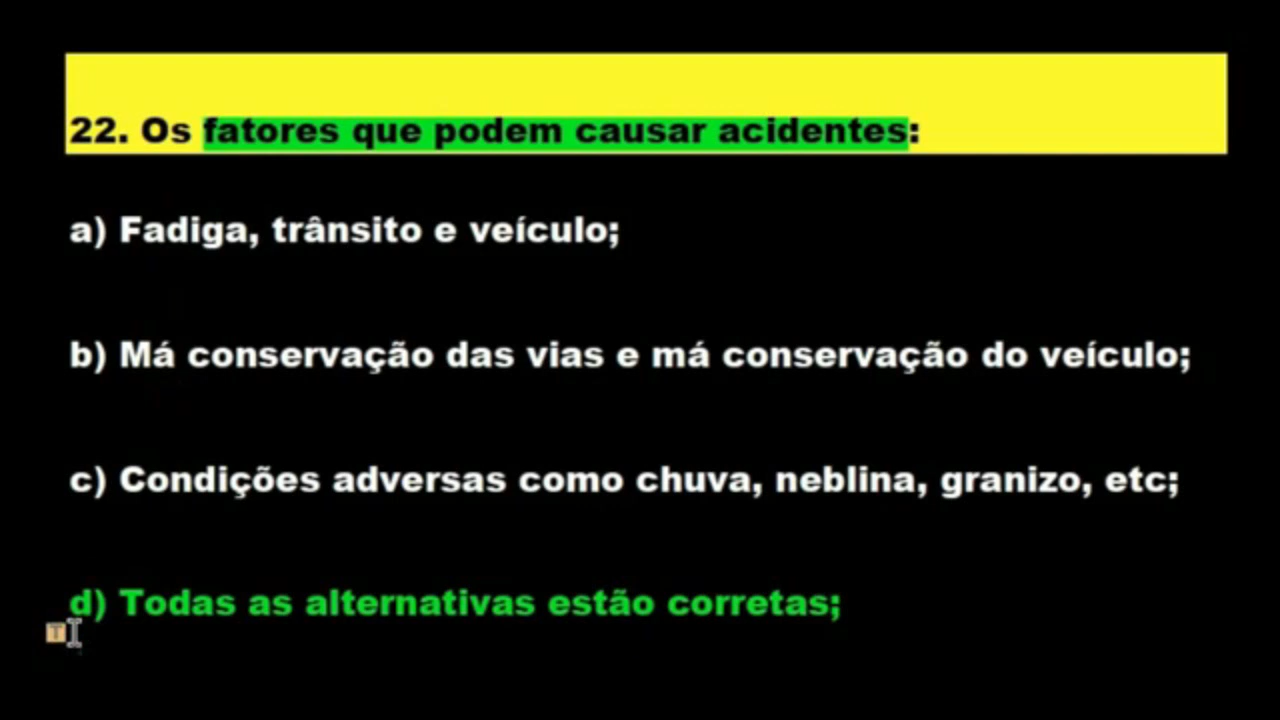 22. Os fatores que podem causar acidentes:
a) Fadiga, trânsito e veículo;
b) Má conservação das vias e má conservação do veículo;
c) Condições adversas como chuva, neblina, granizo, etc;
d) Todas as alternativas estão corretas;
T